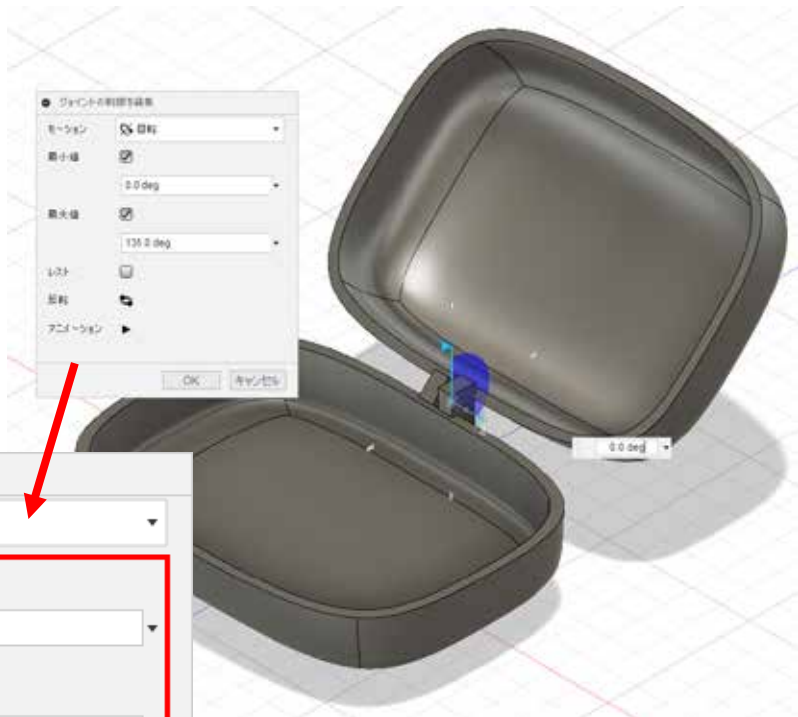 ジョイントの制限を編集
モーション 回転
最小値
0.0 deg
最大値
135.0 deg
レスト
反転
アニメーション
OK キャンセル
0.0 deg